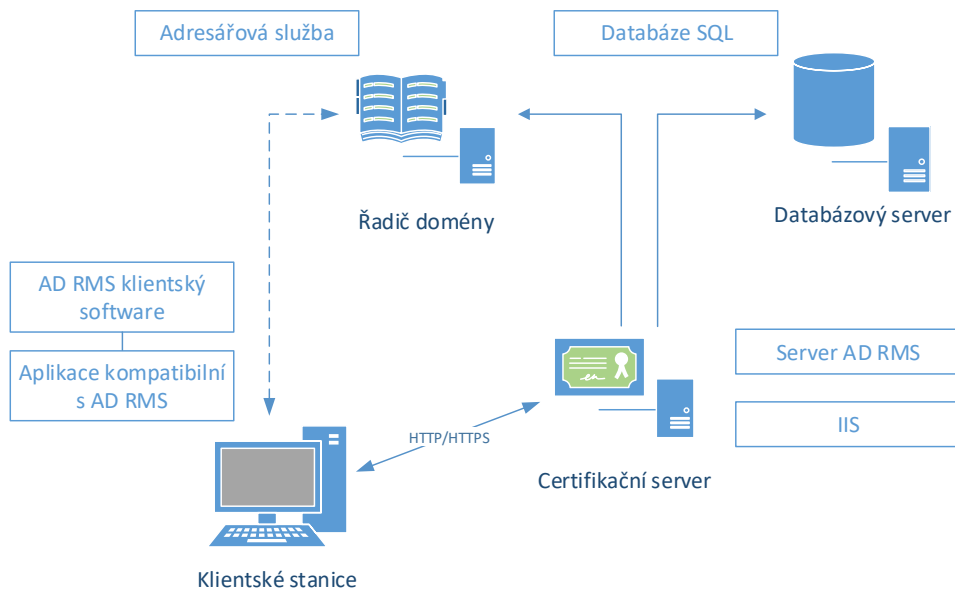 Adresářová služba
Databáze SQL
Řadič domény
Databázový server
AD RMS klientský
software
Aplikace kompatibilní
s AD RMS
Server AD RMS
IIS
HTTP/HTTPS
Certifikační server
Klientské stanice